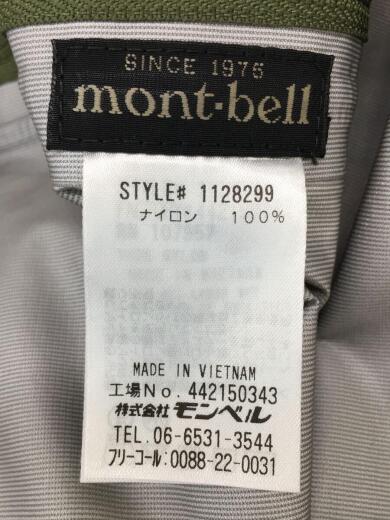 SINCE 1975
mont-bell
STYLE# 1128299
ナイロン 100%
MADE IN VIETNAM
工場No. 442150343
株式会社 モンベル
TEL. 06-6531-3544
フリーコール:0088-22-0031